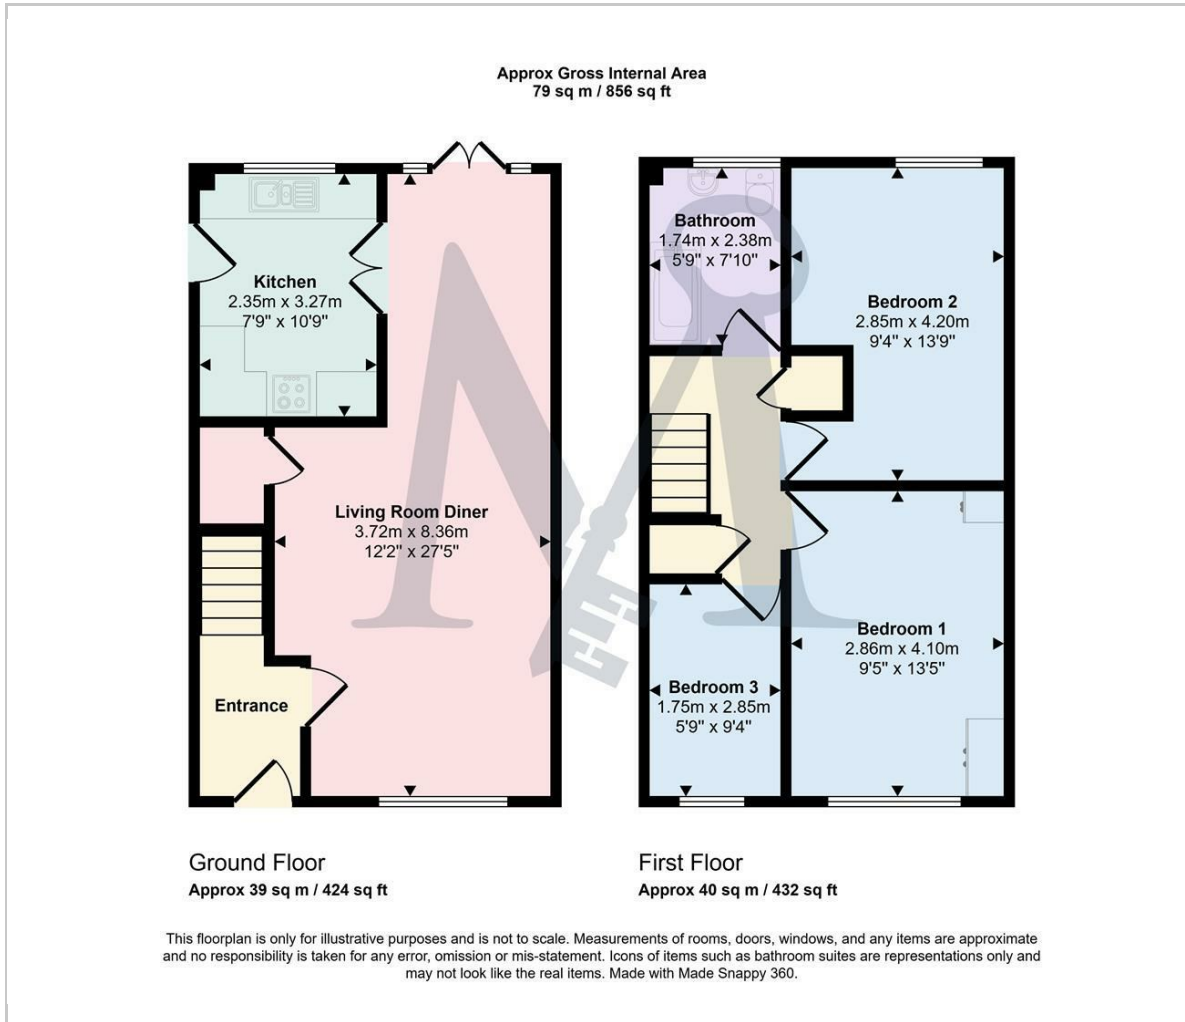 Approx Gross Internal Area
79 sq m / 856 sq ft
Kitchen
2.35m x 3.27m
7'9" x 10'9"
Living Room Diner
3.72m x 8.36m
12'2" x 27'5"
Entrance
Bathroom
1.74m x 2.38m
5'9" x 7'10"
Bedroom 2
2.85m x 4.20m
9'4" x 13'9"
Bedroom 1
2.86m x 4.10m
9'5" x 13'5"
Bedroom 3
1.75m x 2.85m
5'9" x 9'4"
Ground Floor
Approx 39 sq m / 424 sq ft
First Floor
Approx 40 sq m / 432 sq ft
This floorplan is only for illustrative purposes and is not to scale. Measurements of rooms, doors, windows, and any items are approximate
and no responsibility is taken for any error, omission or mis-statement. Icons of items such as bathroom suites are representations only and
may not look like the real items. Made with Made Snappy 360.